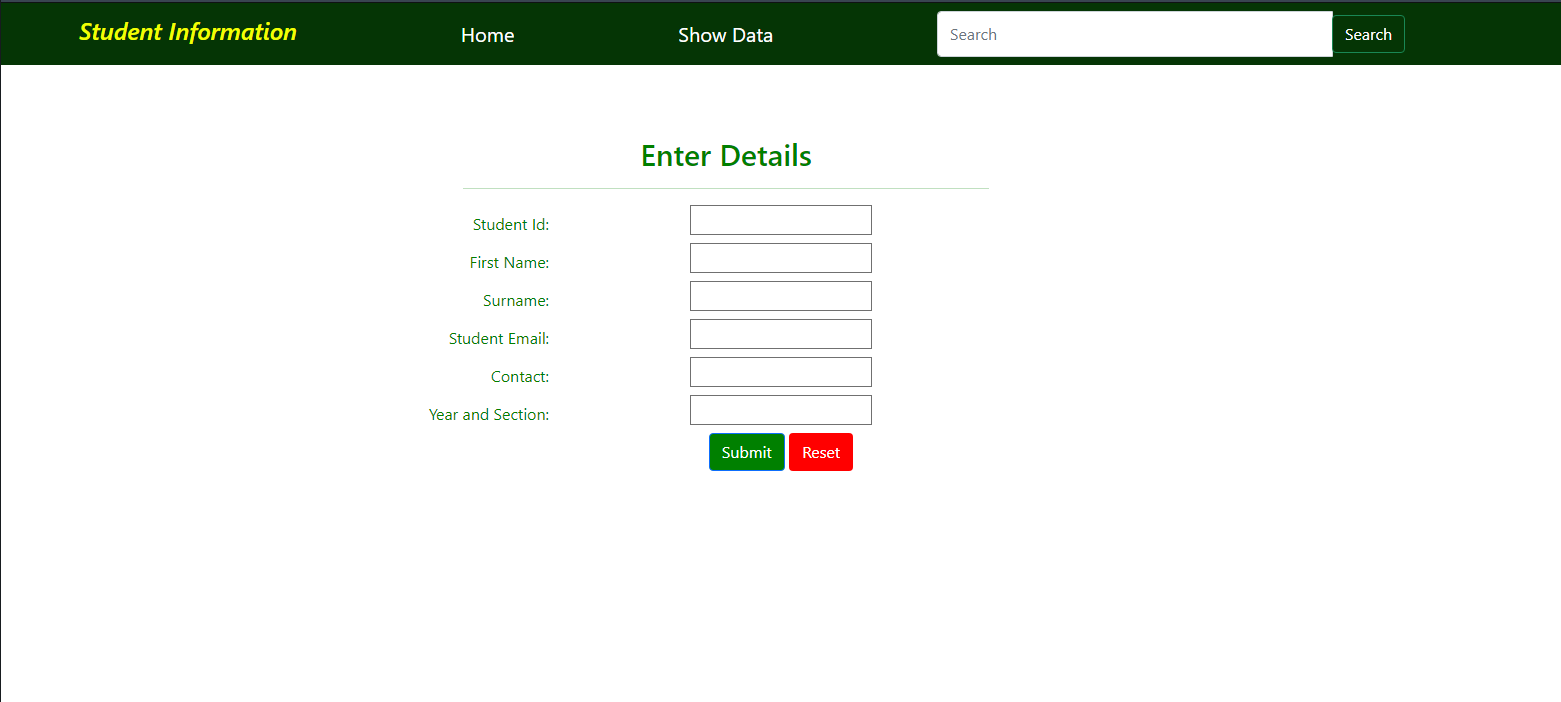 Student Information
Home
Show Data
Search
Search
Enter Details
Student Id:
First Name:
Surname:
Student Email:
Contact:
Year and Section:
Submit Reset